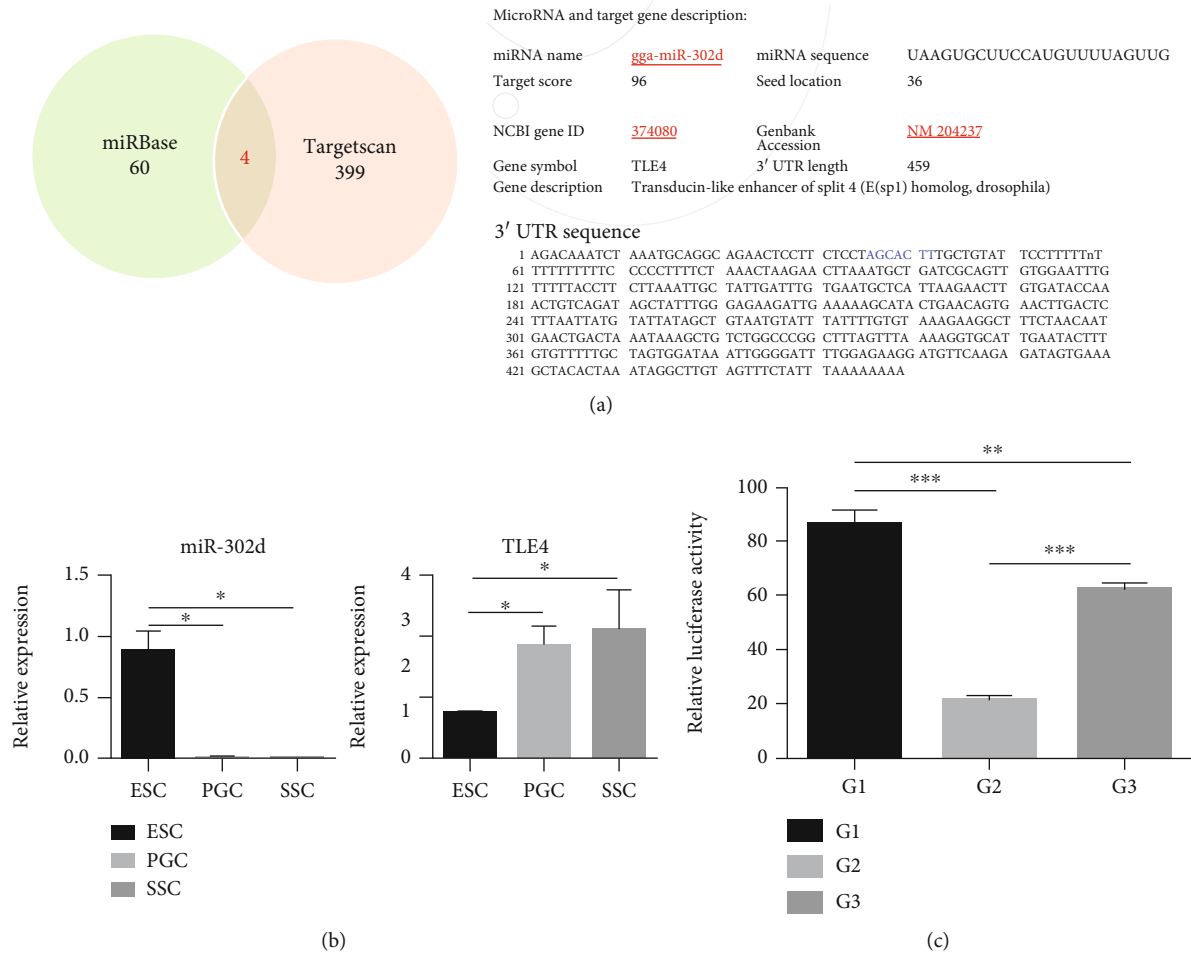 miRBase
60
4
Targetscan
399
MicroRNA and target gene description:
miRNA name gga-miR-302d miRNA sequence UAAGUGCUUCCAUGUUUUAGUUG
Target score 96 Seed location 36
NCBI gene ID 374080 Genbank Accession NM 204237
Gene symbol TLE4 3′ UTR length 459
Gene description Transducin-like enhancer of split 4 (E(sp1) homolog, drosophila)
3′ UTR sequence
1 AGACAAATCT AAATGCAGGC AGAACTCCTT CTCCTAGCAC TTTGCTGTAT TCCTTTTTnT
61 TTTTTTTTTC CCCCTTTTCT AAACTAAGAA CTTAAATGCT GATCGCAGTT GTGGAATTTG
121 TTTTTACCTT CTTAAATTGC TATTGATTTG TGAATGCTCA TTAAGAACTT GTGATACCAA
181 ACTGTCAGAT AGCTATTTGG GAGAAGATTG AAAAAGCATA CTGAACAGTG AACTTGACTC
241 TTTAATTATG TATTATAGCT GTAATGTATT TATTTTGTGT AAAGAAGGCT TTCTAACAAT
301 GAACTGACTA AATAAAGCTG TCTGGCCCGG CTTTAGTTTA AAAGGTGCAT TGAATACTTT
361 GTGTTTTTGC TAGTGGATAA ATTGGGGATT TTGGAGAAGG ATGTTCAAGA GATAGTGAAA
421 GCTACACTAA ATAGGCTTGT AGTTTCTATT TTAAAAAAAA
(a)
miR-302d
Relative expression
1.5
1.0
0.5
0.0
*
*
ESC PGC SSC
ESC
PGC
SSC
TLE4
Relative expression
4
3
2
1
0
*
*
ESC PGC SSC
(b)
Relative luciferase activity
100
80
60
40
20
0
**
***
***
G1 G2 G3
G1
G2
G3
(c)